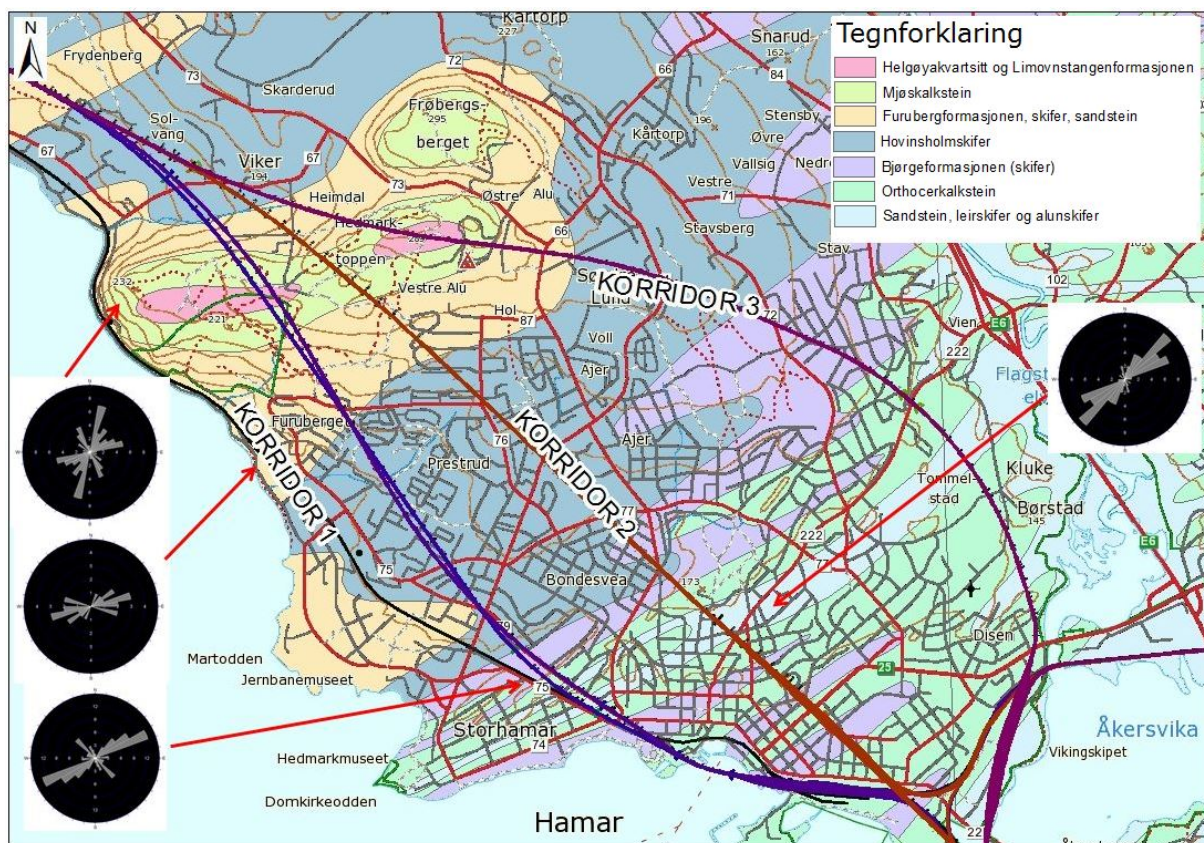 N
Tegnforklaring
Helgøyakvartsitt og Limovnstangenformasjonen
Mjøskalkstein
Furubergformasjonen, skifer, sandstein
Hovinsholmskifer
Bjørgeformasjonen (skifer)
Orthocerkalkstein
Sandstein, leirskifer og alunskifer
Kårtorp
227
Snarud
162
84
Frydenberg
73
72
66
Skarderud
Frøbergs-
berget
295
Sol-
vang
Kårtorp
196
Stensby
Øvre
Vallsig
Nedre
67
Viker
194
67
73
Heimdal
Østre
Alu
Vestre
71
Hedmark-
toppen
66
Stavsberg
Stav
102
232
221
Vestre Alu
Lund
KORRIDOR 3
72
Hol
87
Vien
E6
222
Voll
Ajer
Furuberget
KORRIDOR 1
76
KORRIDOR 2
Ajer
Prestrud
Tommel-
stad
Kluke
Børstad
145
77
222
E6
75
Bondesvea
173
77
79
Disen
Martodden
Jernbanemuseet
25
75
Storhamar
74
Hedmarkmuseet
Åkersvika
Vikingskipet
Domkirkeodden
Hamar
22